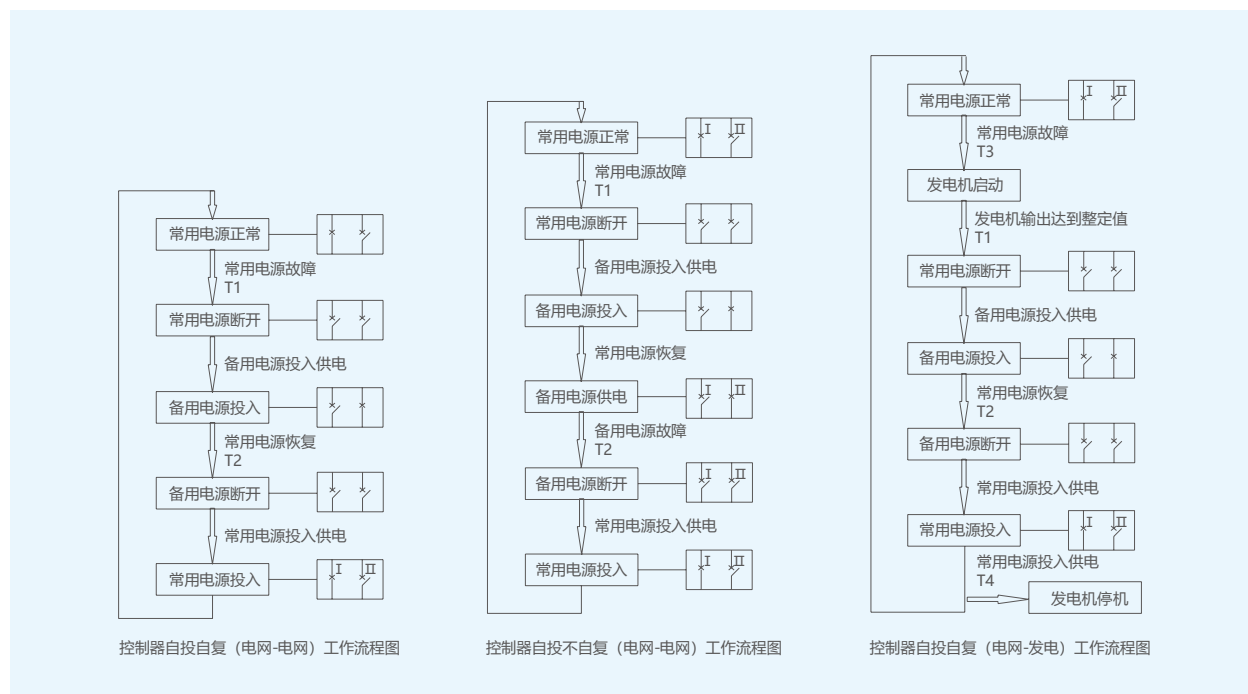 常用电源正常
常用电源故障
T1
常用电源断开
备用电源投入供电
备用电源投入
常用电源恢复
T2
备用电源断开
常用电源投入供电
常用电源投入
I
II
控制器自投自复（电网-电网）工作流程图
常用电源正常
I
II
常用电源故障
T1
常用电源断开
备用电源投入供电
备用电源投入
常用电源恢复
备用电源供电
I
II
备用电源故障
T2
备用电源断开
I
II
常用电源投入供电
常用电源投入
I
II
控制器自投不自复（电网-电网）工作流程图
常用电源正常
I
II
常用电源故障
T3
发电机启动
发电机输出达到整定值
T1
常用电源断开
备用电源投入供电
备用电源投入
常用电源恢复
T2
备用电源断开
常用电源投入供电
常用电源投入
I
II
常用电源投入供电
T4
发电机停机
控制器自投自复（电网-发电）工作流程图